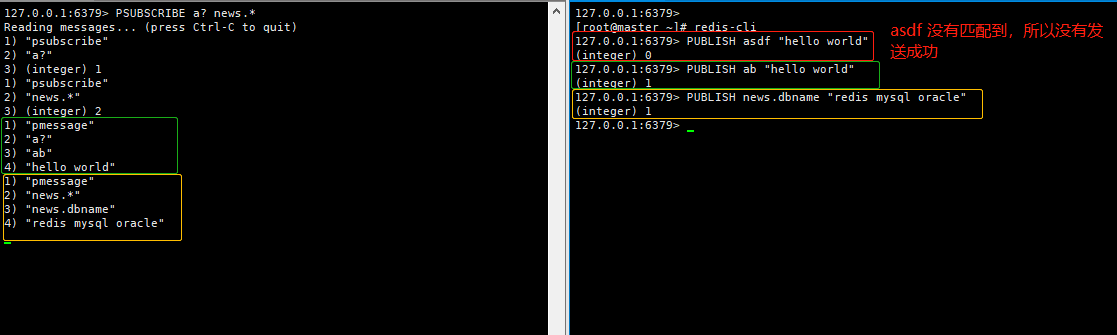 127.0.0.1:6379> PSUBSCRIBE a? news.*
Reading messages... (press Ctrl-C to quit)
1) "psubscribe"
2) "a?"
3) (integer) 1
1) "psubscribe"
2) "news.*"
3) (integer) 2
1) "pmessage"
2) "a?"
3) "ab"
4) "hello world"
1) "pmessage"
2) "news.*"
3) "news.dbname"
4) "redis mysql oracle"
127.0.0.1:6379>
[root@master ~]# redis-cli
127.0.0.1:6379> PUBLISH asdf "hello world"
(integer) 0
127.0.0.1:6379> PUBLISH ab "hello world"
(integer) 1
127.0.0.1:6379> PUBLISH news.dbname "redis mysql oracle"
(integer) 1
127.0.0.1:6379>
asdf 没有匹配到，所以没有发
送成功